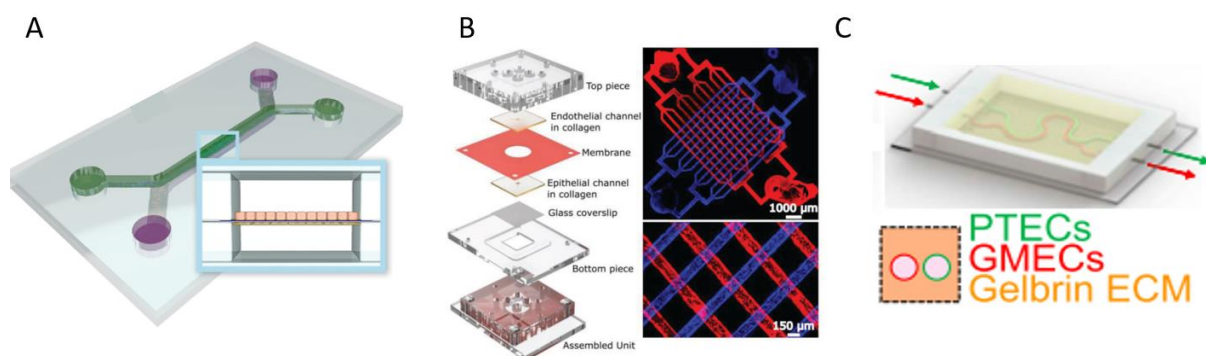 A
B
Top piece
Endothelial channel
in collagen
Membrane
Epithelial channel
in collagen
Glass coverslip
Bottom piece
Assembled Unit
1000 µm
150 µm
C
PTECs
GMECs
Gelbrin ECM